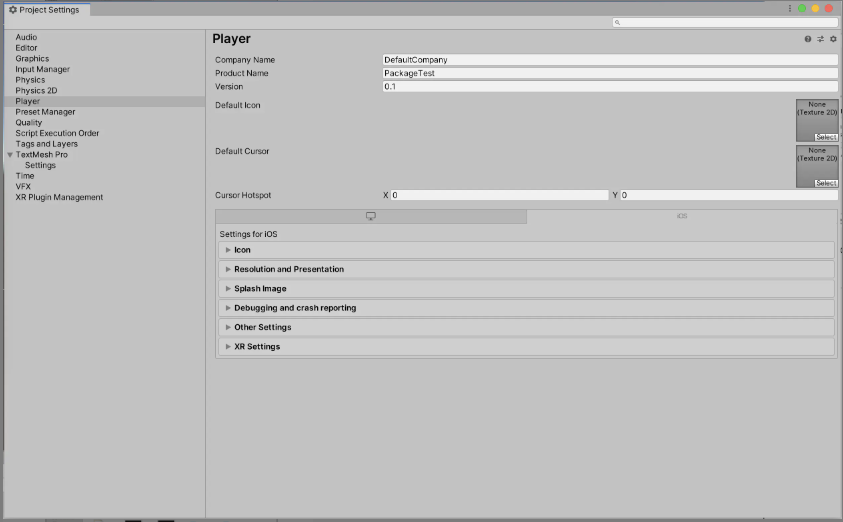 Project Settings
Audio
Editor
Graphics
Input Manager
Physics
Physics 2D
Player
Preset Manager
Quality
Script Execution Order
Tags and Layers
TextMesh Pro
Settings
Time
VFX
XR Plugin Management
Player
Company Name DefaultCompany
Product Name PackageTest
Version 0.1
Default Icon
None
(Texture 2D)
Select
Default Cursor
None
(Texture 2D)
Select
Cursor Hotspot X 0 Y 0
iOS
Settings for iOS
Icon
Resolution and Presentation
Splash Image
Debugging and crash reporting
Other Settings
XR Settings